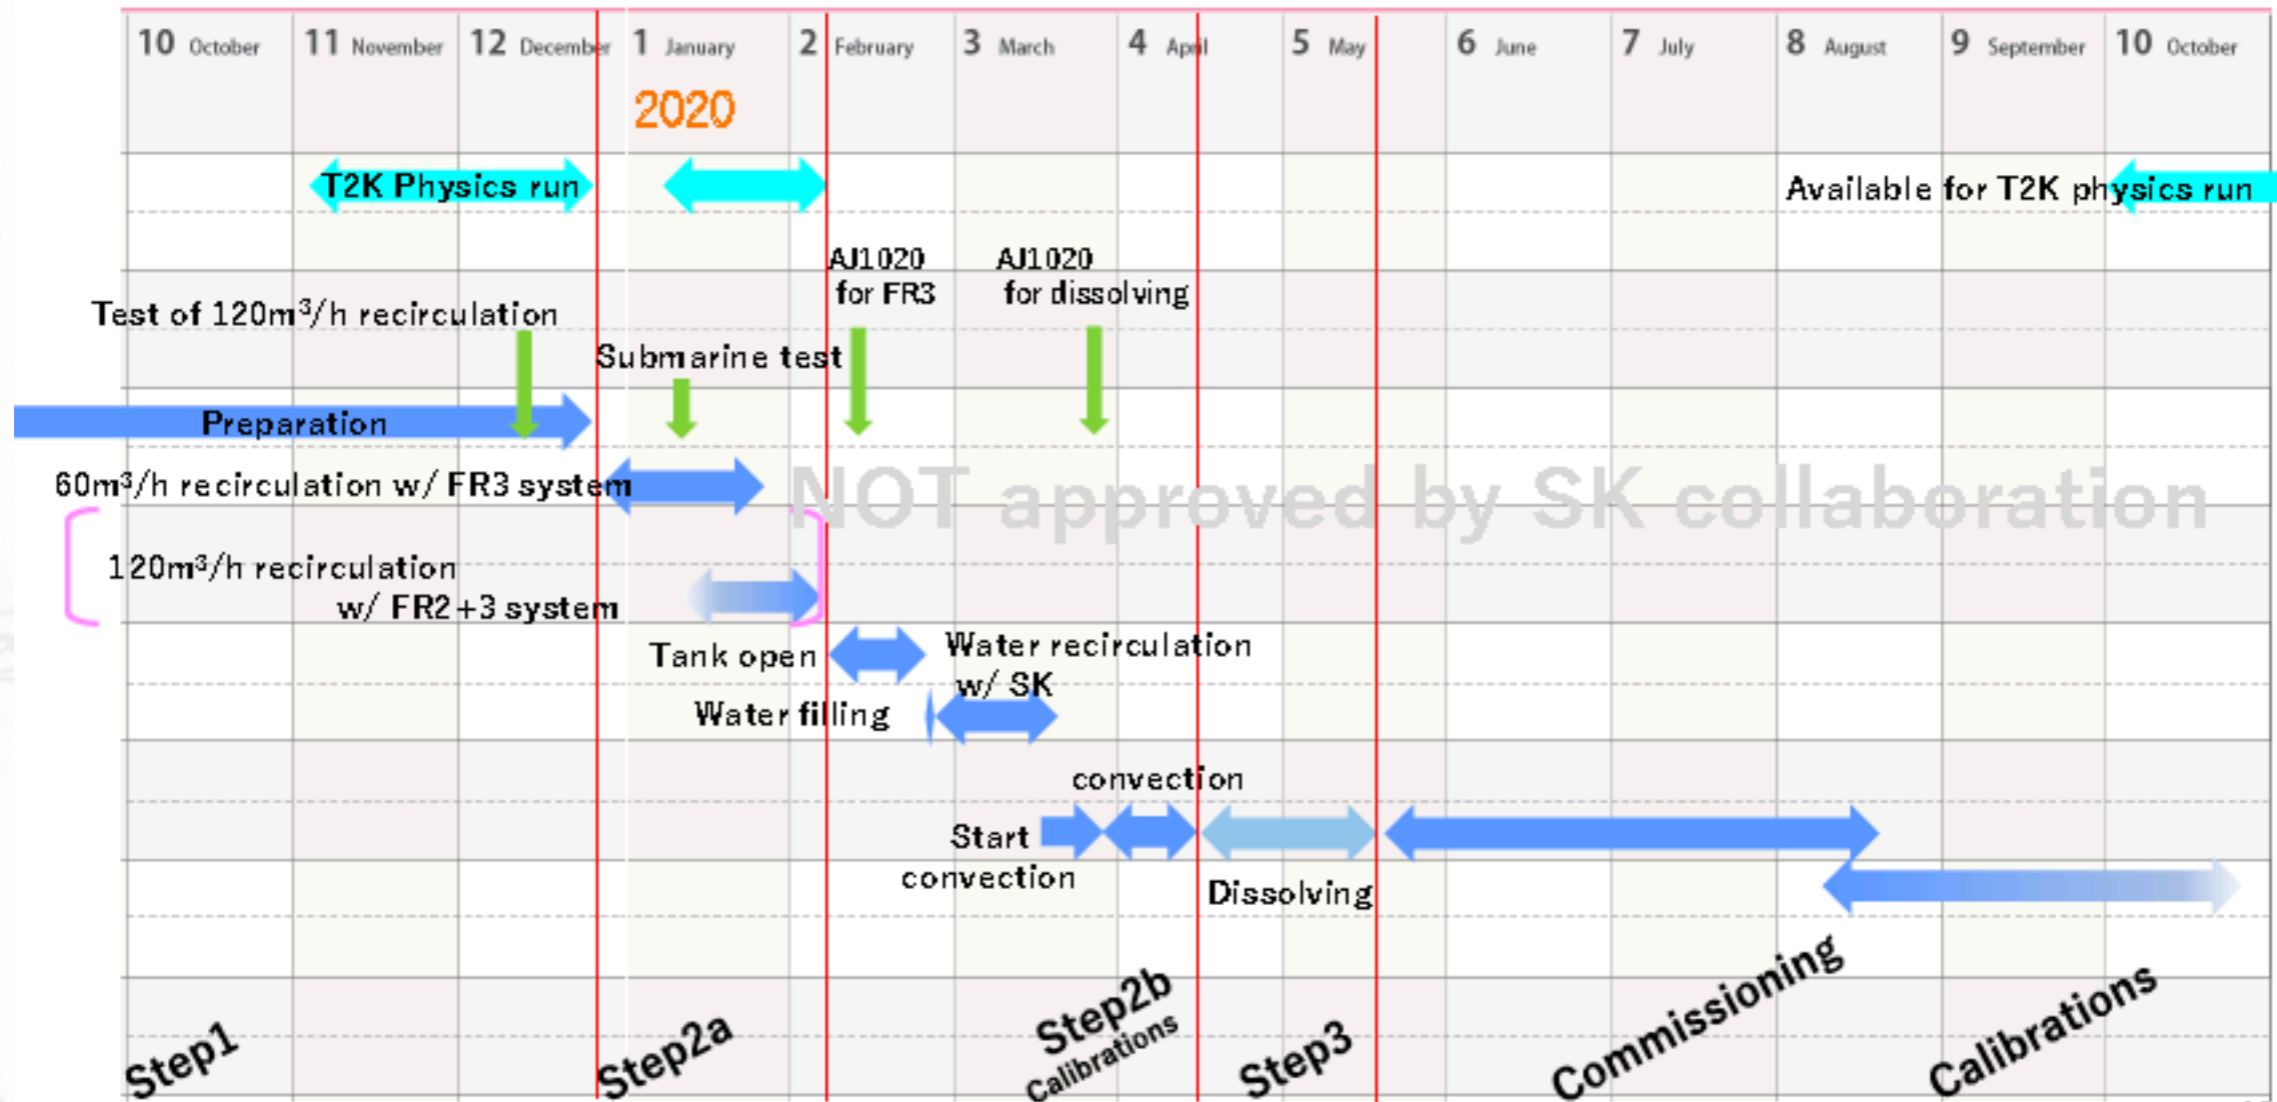 10 October 11 November 12 December 1 January 2 February 3 March 4 April 5 May 6 June 7 July 8 August 9 September 10 October
2020
T2K Physics run
Available for T2K physics run
AJ1020
for FR3
AJ1020
for dissolving
Test of 120m³/h recirculation
Submarine test
Preparation
60m³/h recirculation w/ FR3 system
NOT approved by SK collaboration
120m³/h recirculation
w/ FR2+3 system
Tank open
Water recirculation
w/ SK
Water filling
convection
Start
convection
Dissolving
Step1
Step2a
Step2b
Calibrations
Step3
Commissioning
Calibrations